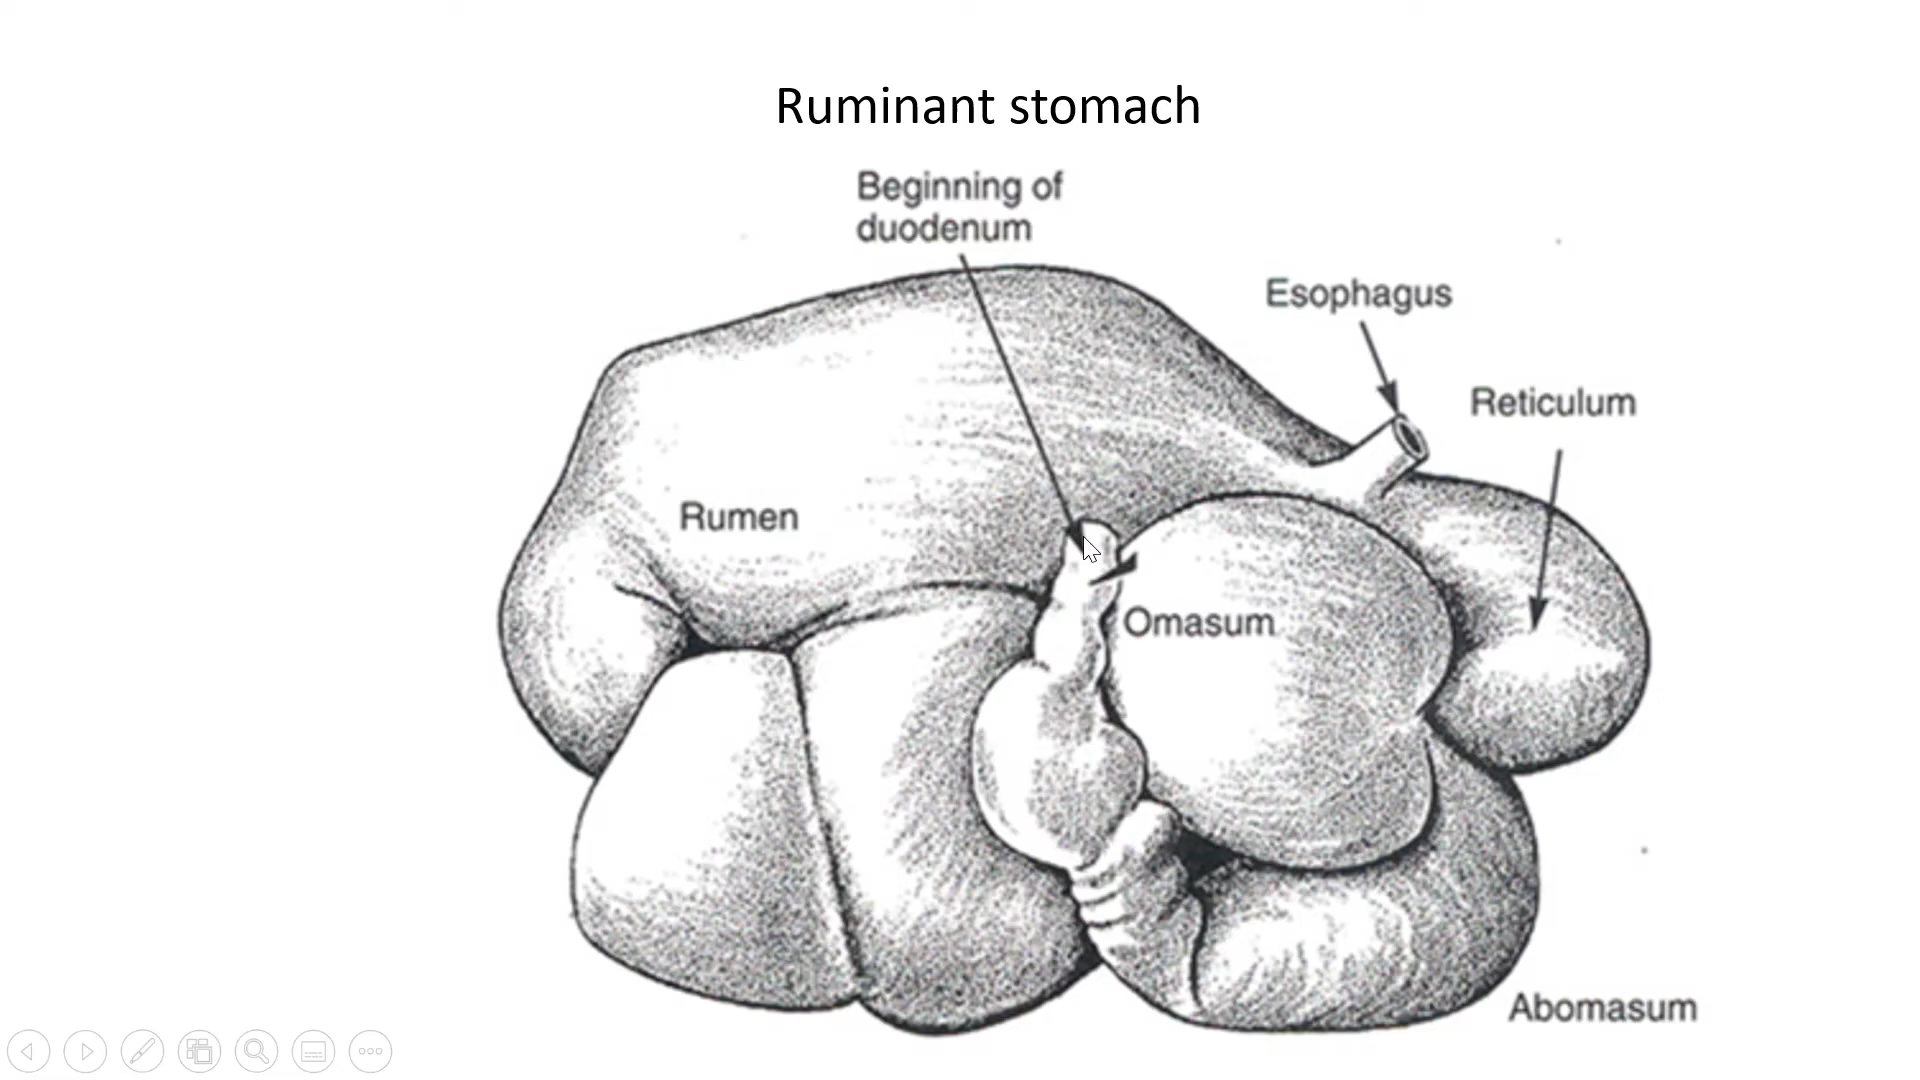 Ruminant stomach
Beginning of
duodenum
Esophagus
Reticulum
Rumen
Omasum
Abomasum